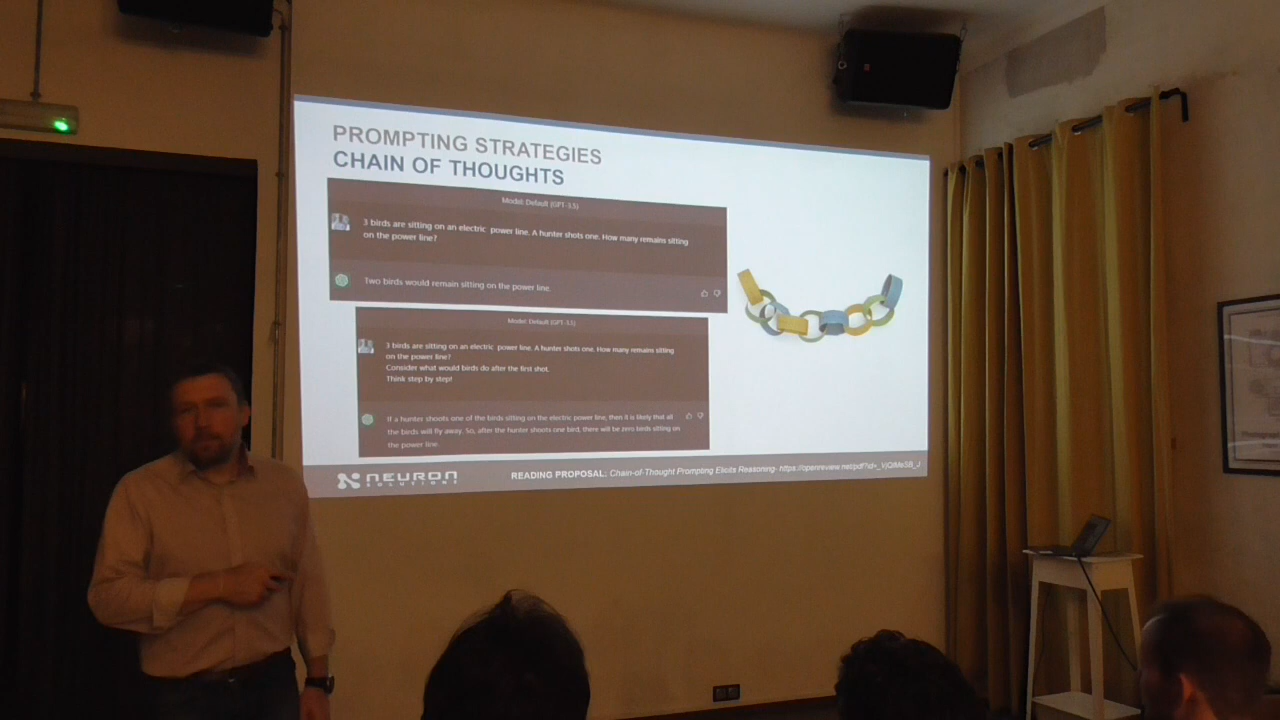 PROMPTING STRATEGIES
CHAIN OF THOUGHTS
Model: Default (GPT-3.5)
3 birds are sitting on an electric power line. A hunter shots one. How many remains sitting
on the power line?
Two birds would remain sitting on the power line.
Model: Default (GPT-3.5)
3 birds are sitting on an electric power line. A hunter shots one. How many remains sitting
on the power line?
Consider what would birds do after the first shot.
Think step by step!
If a hunter shoots one of the birds sitting on the electric power line, then it is likely that all
the birds will fly away. So, after the hunter shoots one bird, there will be zero birds sitting on
the power line.
NEURON
SOLUTIONS
READING PROPOSAL: Chain-of-Thought Prompting Elicits Reasoning-